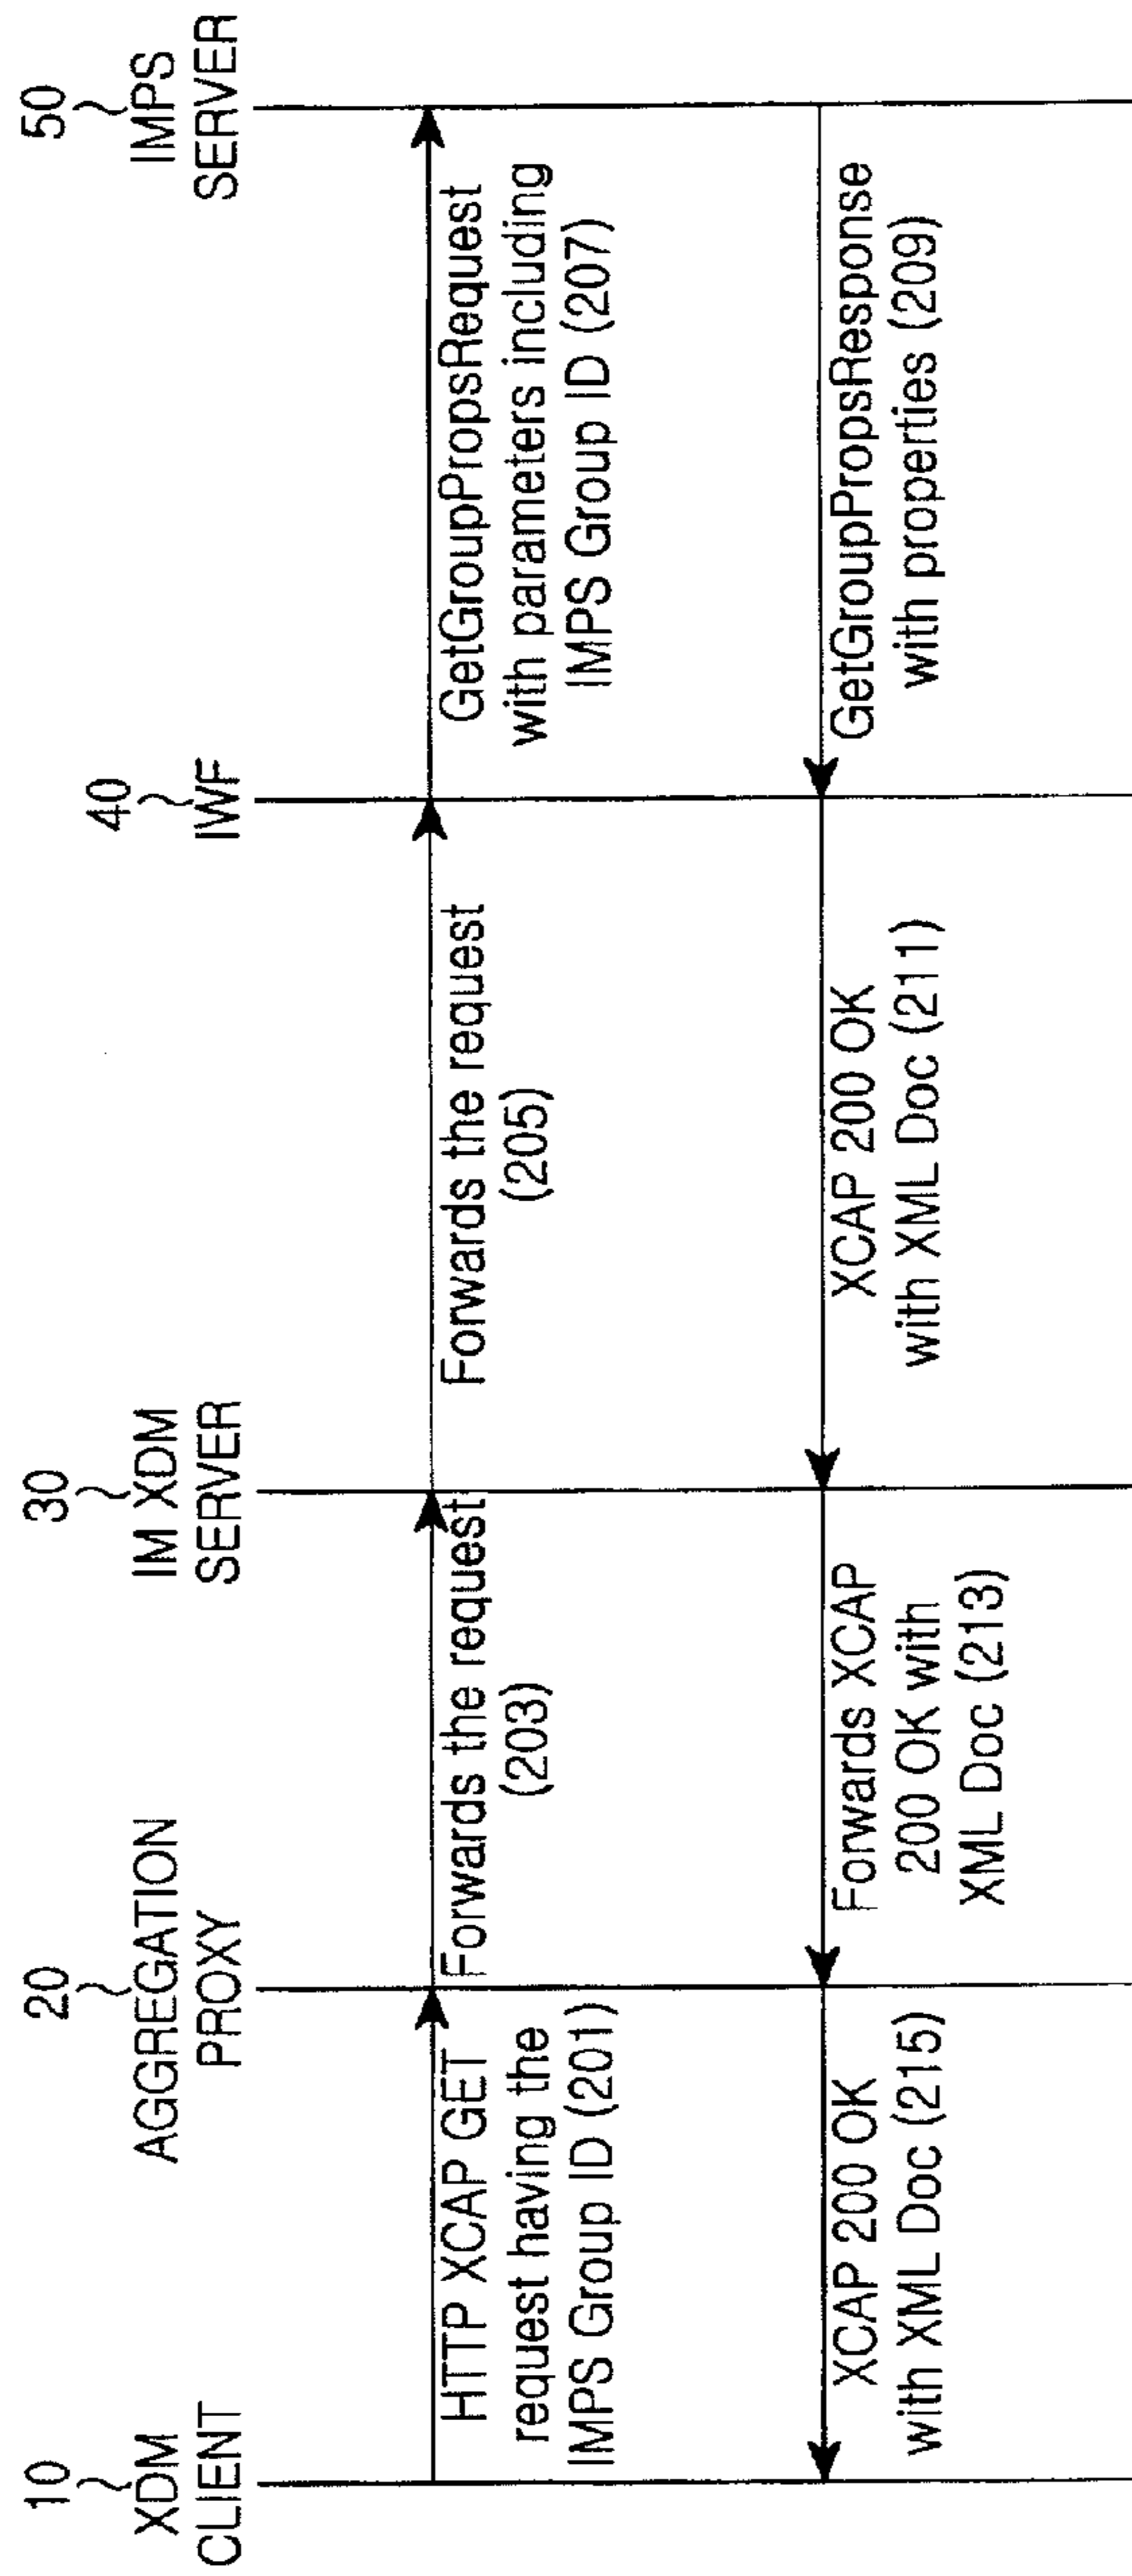 10
XDM
CLIENT
20
AGGREGATION
PROXY
30
IM XDM
SERVER
40
IWF
50
IMPS
SERVER
HTTP XCAP GET
request having the
IMPS Group ID (201)
Forwards the request
(203)
Forwards the request
(205)
GetGroupPropsRequest
with parameters including
IMPS Group ID (207)
GetGroupPropsResponse
with properties (209)
XCAP 200 OK
with XML Doc (211)
Forwards XCAP
200 OK with
XML Doc (213)
XCAP 200 OK
with XML Doc (215)